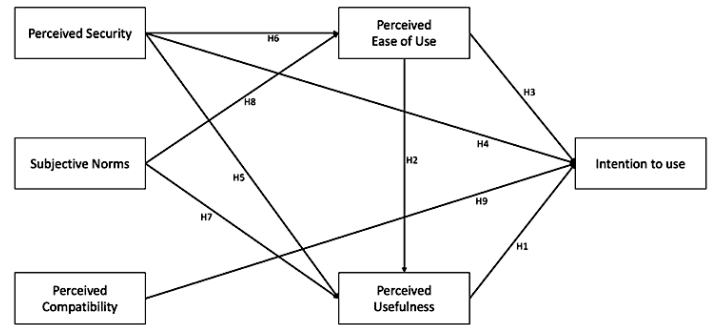 Perceived Security
Perceived
Ease of Use
H6
H8
H3
H4
H2
Subjective Norms
Intention to use
H5
H9
H7
H1
Perceived
Compatibility
Perceived
Usefulness